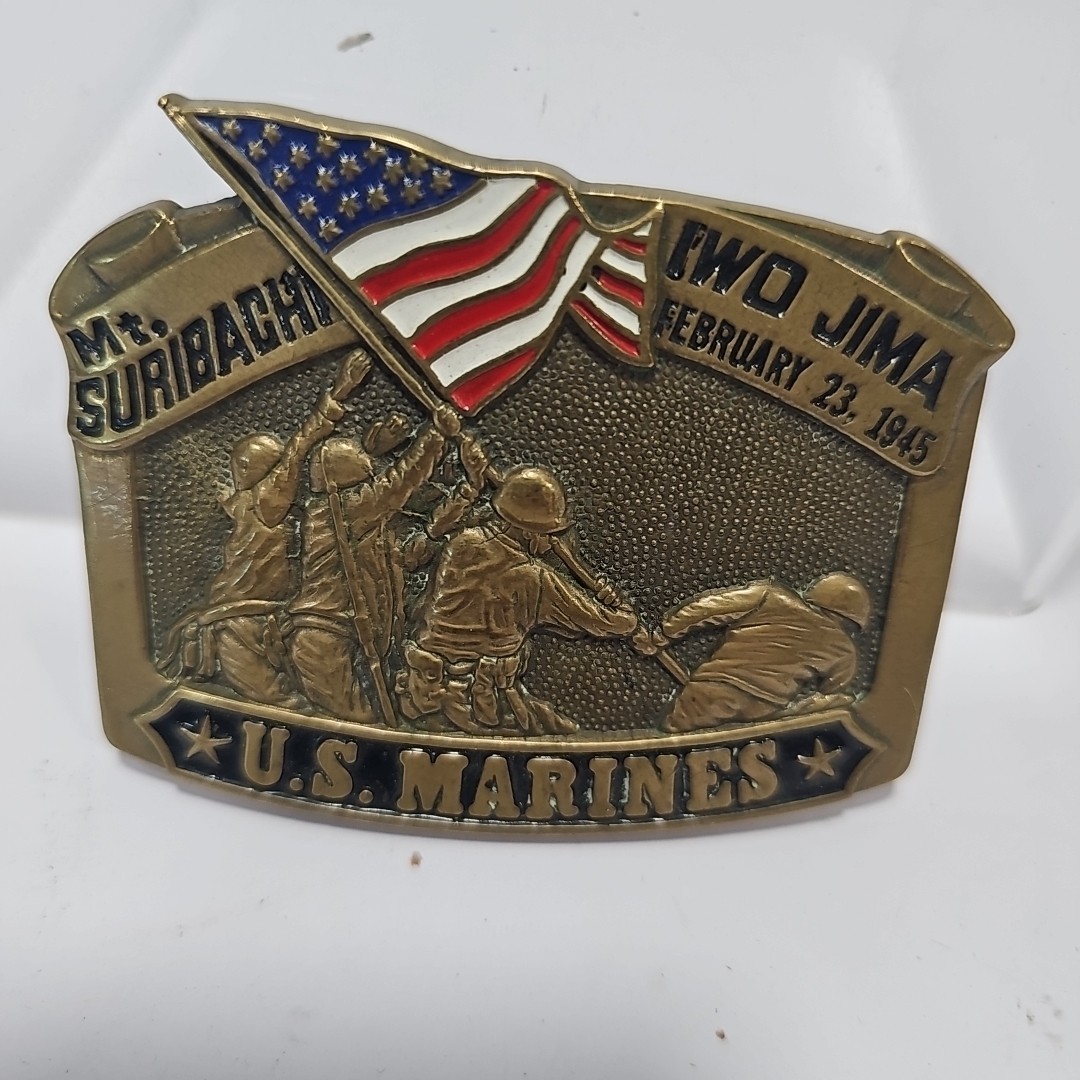 Mt.
SURIBACHI
IWO JIMA
FEBRUARY 23, 1945
U.S. MARINES